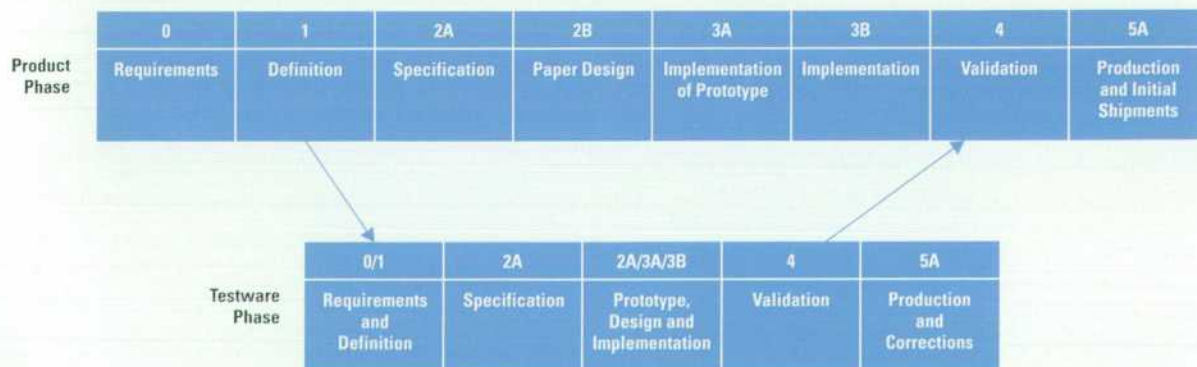 0 1 2A 2B 3A 3B 4 5A
Product
Phase
Requirements
Definition
Specification
Paper Design
Implementation
of Prototype
Implementation
Validation
Production
and Initial
Shipments
0/1 2A 2A/3A/3B 4 5A
Testware
Phase
Requirements
and
Definition
Specification
Prototype,
Design and
Implementation
Validation
Production
and
Corrections